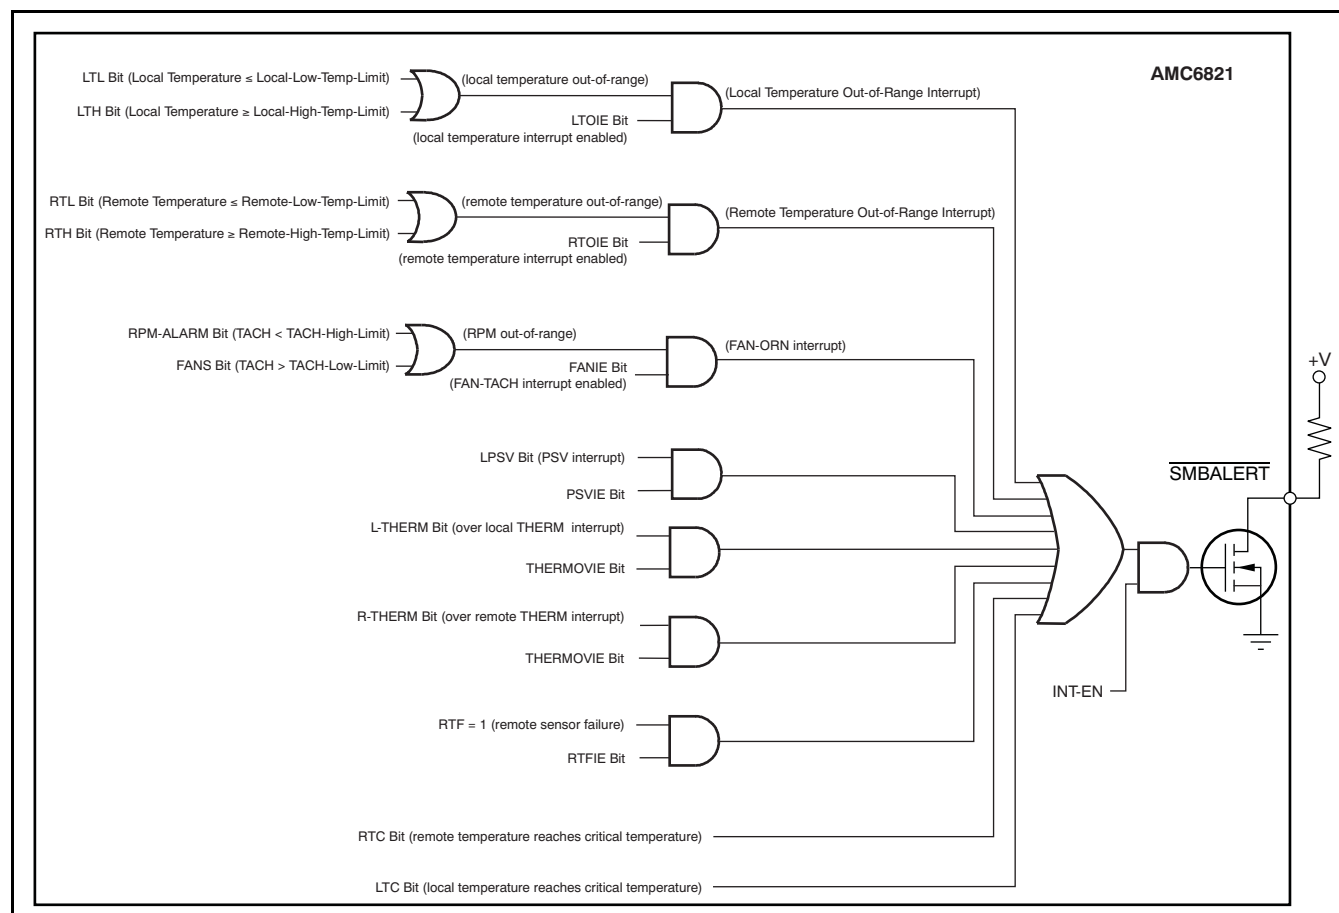 AMC6821
LTL Bit (Local Temperature ≤ Local-Low-Temp-Limit)
(local temperature out-of-range)
(Local Temperature Out-of-Range Interrupt)
LTH Bit (Local Temperature ≥ Local-High-Temp-Limit)
LTOIE Bit
(local temperature interrupt enabled)
RTL Bit (Remote Temperature ≤ Remote-Low-Temp-Limit)
(remote temperature out-of-range)
(Remote Temperature Out-of-Range Interrupt)
RTH Bit (Remote Temperature ≥ Remote-High-Temp-Limit)
RTOIE Bit
(remote temperature interrupt enabled)
RPM-ALARM Bit (TACH < TACH-High-Limit)
(RPM out-of-range)
(FAN-ORN interrupt)
FANS Bit (TACH > TACH-Low-Limit)
FANIE Bit
(FAN-TACH interrupt enabled)
+V
LPSV Bit (PSV interrupt)
PSVIE Bit
SMBALERT
L-THERM Bit (over local THERM interrupt)
THERMOVIE Bit
R-THERM Bit (over remote THERM interrupt)
THERMOVIE Bit
INT-EN
RTF = 1 (remote sensor failure)
RTFIE Bit
RTC Bit (remote temperature reaches critical temperature)
LTC Bit (local temperature reaches critical temperature)